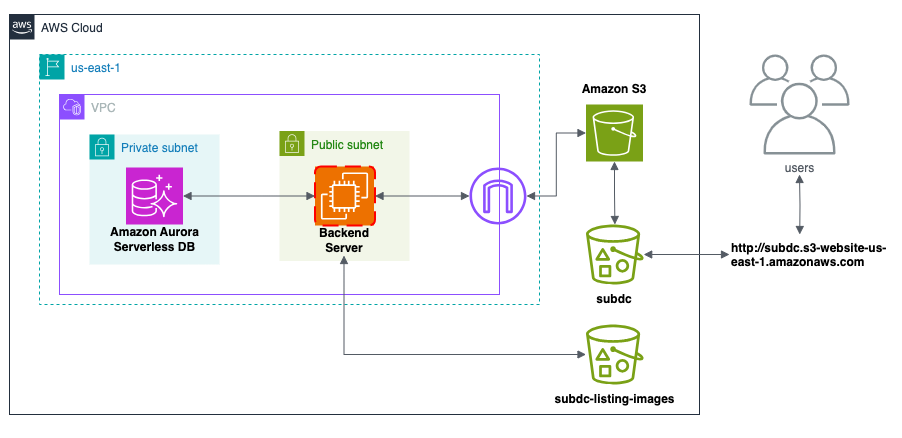 aws
AWS Cloud
us-east-1
VPC
Private subnet
Amazon Aurora
Serverless DB
Public subnet
Backend
Server
Amazon S3
subdc
subdc-listing-images
users
http://subdc.s3-website-us-
east-1.amazonaws.com